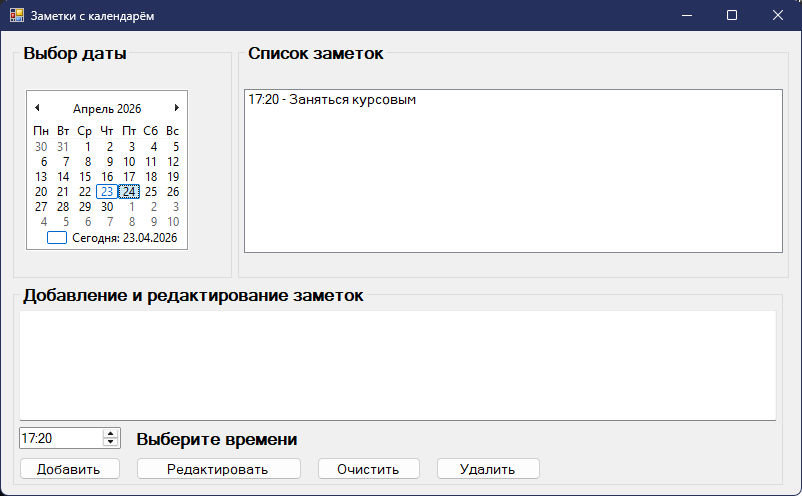 Заметки с календарём
Выбор даты
Список заметок
Апрель 2026
Пн Вт Ср Чт Пт Сб Вс
30 31 1 2 3 4 5
6 7 8 9 10 11 12
13 14 15 16 17 18 19
20 21 22 23 24 25 26
27 28 29 30 1 2 3
4 5 6 7 8 9 10
Сегодня: 23.04.2026
17:20 - Заняться курсовым
Добавление и редактирование заметок
17:20
Выберите времени
Добавить Редактировать Очистить Удалить